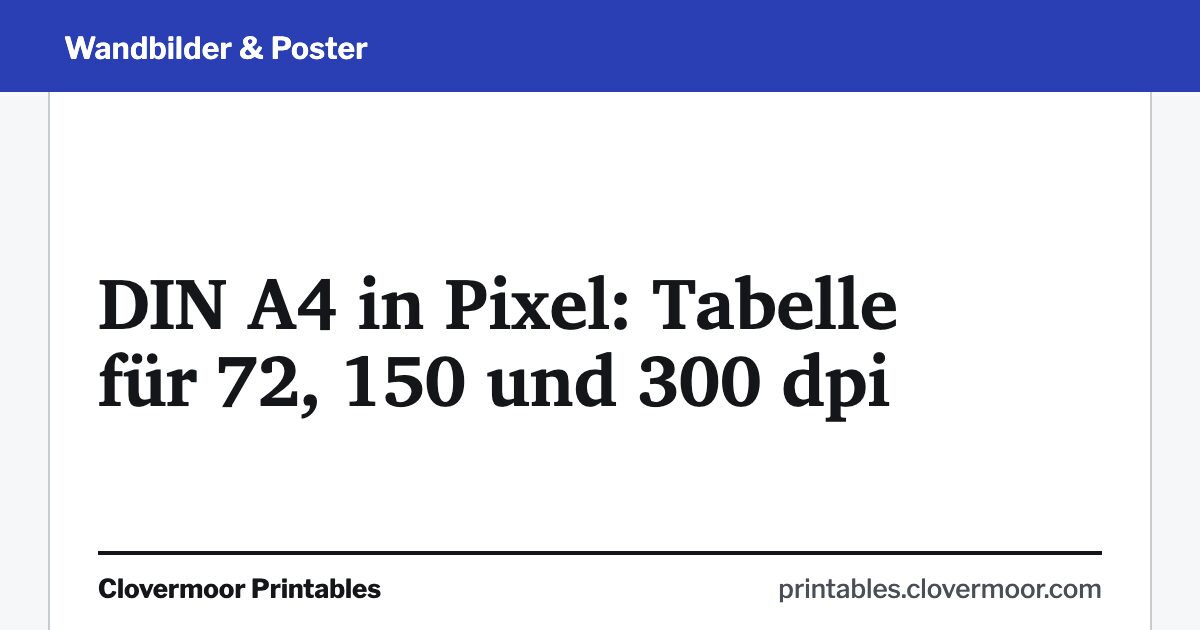 Wandbilder & Poster
DIN A4 in Pixel: Tabelle
für 72, 150 und 300 dpi
Clovermoor Printables
printables.clovermoor.com